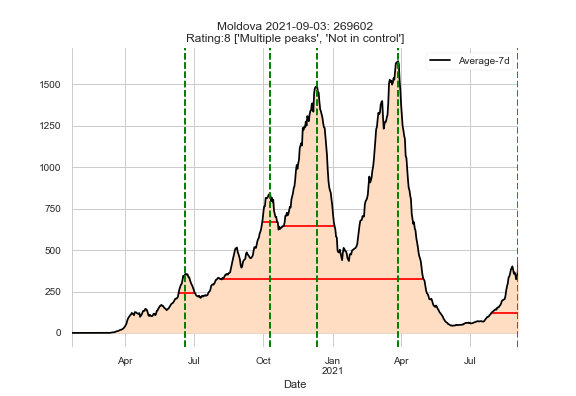 Moldova 2021-09-03: 269602
Rating:8 ['Multiple peaks', 'Not in control']
Average-7d
1500
1250
1000
750
500
250
0
Apr
Jul
Oct
Jan
2021
Apr
Jul
Date